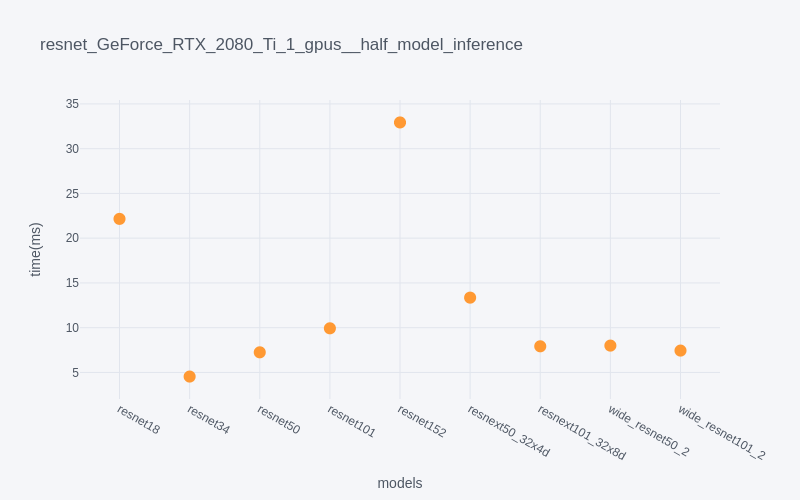 resnet_GeForce_RTX_2080_Ti_1_gpus__half_model_inference
time(ms)
35
30
25
20
15
10
5
resnet18
resnet34
resnet50
resnet101
resnet152
resnext50_32x4d
resnext101_32x8d
wide_resnet50_2
wide_resnet101_2
models